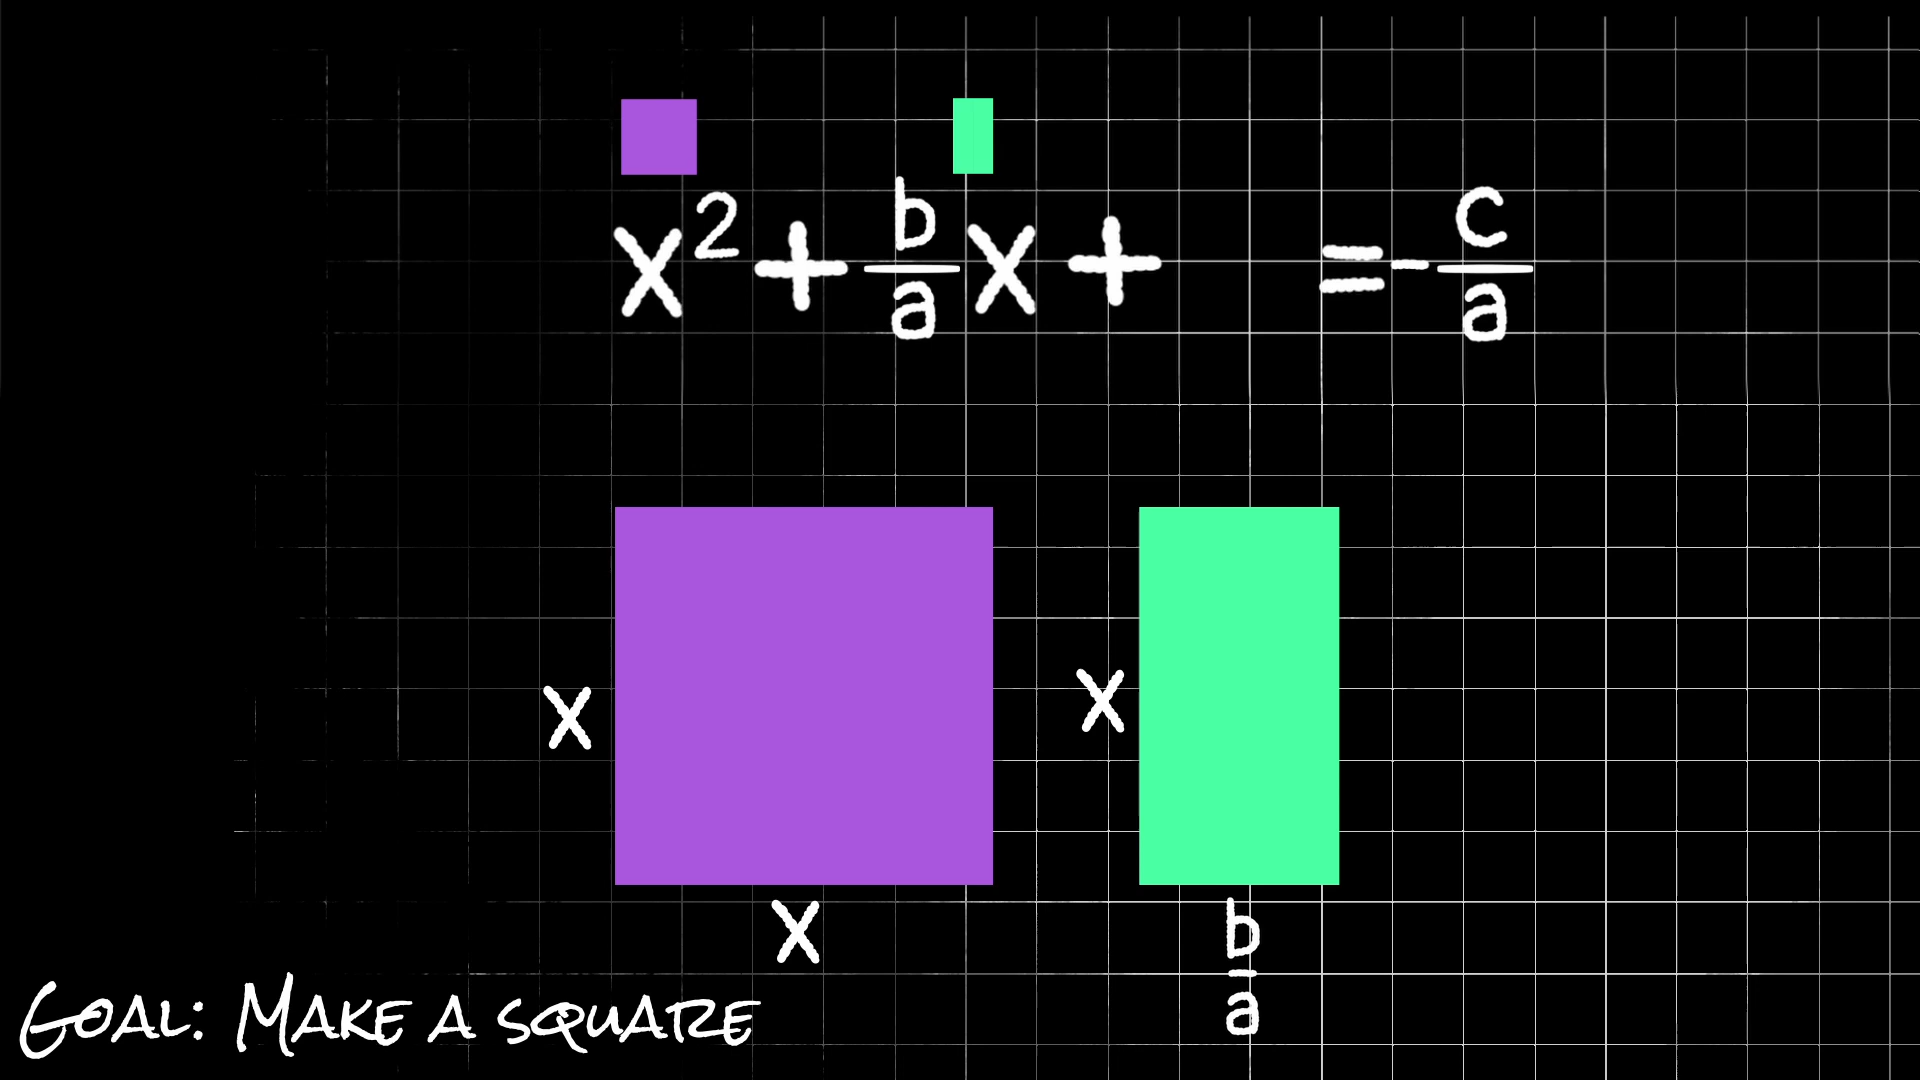 x² + b/a x + = - c/a
x
x
x
b/a
Goal: Make a square